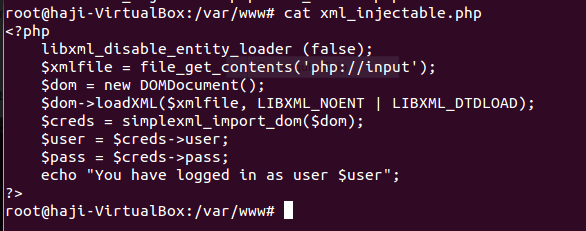 root@haji-VirtualBox:/var/www# cat xml_injectable.php
<?php
    libxml_disable_entity_loader (false);
    $xmlfile = file_get_contents('php://input');
    $dom = new DOMDocument();
    $dom->loadXML($xmlfile, LIBXML_NOENT | LIBXML_DTDLOAD);
    $creds = simplexml_import_dom($dom);
    $user = $creds->user;
    $pass = $creds->pass;
    echo "You have logged in as user $user";
?>
root@haji-VirtualBox:/var/www#